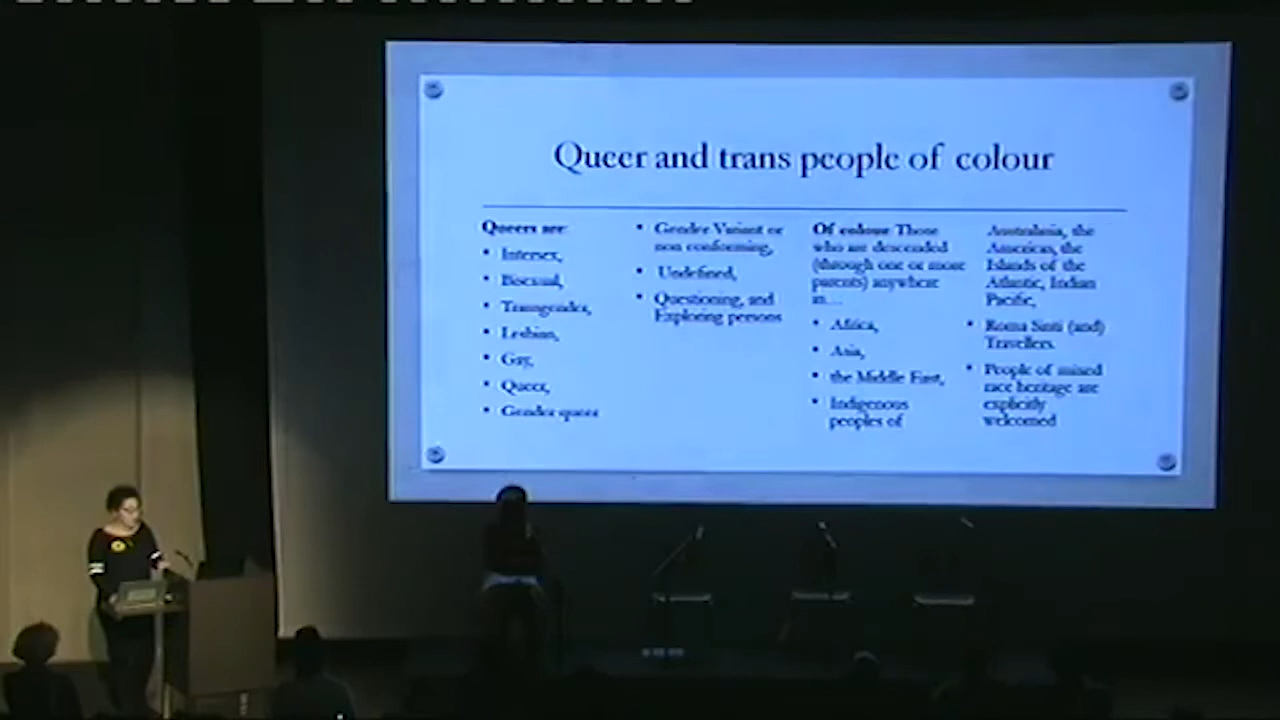 Queer and trans people of colour
Queers are:
• Intersex,
• Bisexual,
• Transgender,
• Lesbian,
• Gay,
• Queer,
• Gender queer
• Gender Variant or
non conforming,
• Undefined,
• Questioning, and
Exploring persons
Of colour Those
who are descended
(through one or more
parents) anywhere
in...
• Africa,
• Asia,
• the Middle East,
• Indigenous
peoples of
Australasia, the
Americas, the
Islands of the
Atlantic, Indian
Pacific,
• Roma Sinti (and)
Travellers.
• People of mixed
race heritage are
explicitly
welcomed